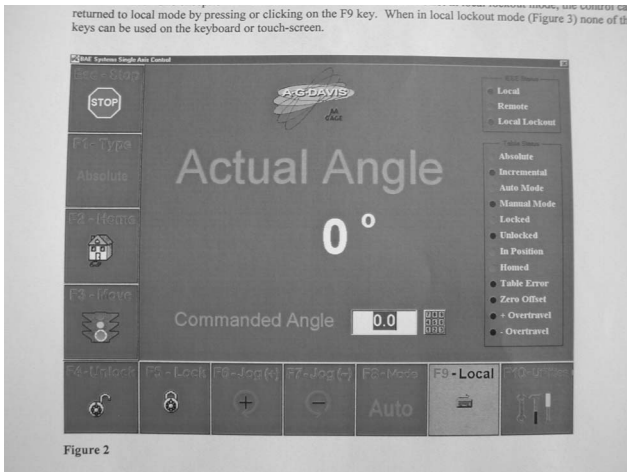 returned to local mode by pressing or clicking on the F9 key. When in local lockout mode (Figure 3) none of th
keys can be used on the keyboard or touch-screen.
BAE Systems Single Axis Control
Esc - Stop
STOP
A·G·DAVIS
AA
GAGE
Local
Remote
Local Lockout
F1 - Type
Absolute
Actual Angle
0°
Table Status
Absolute
Incremental
Auto Mode
Manual Mode
Locked
Unlocked
In Position
Homed
Table Error
Zero Offset
+ Overtravel
- Overtravel
F2 - Home
F3 - Move
Commanded Angle
0.0
F4 - Unlock
F5 - Lock
F6 - Jog (+)
F7 - Jog (-)
F8 - Mode
Auto
F9 - Local
Figure 2